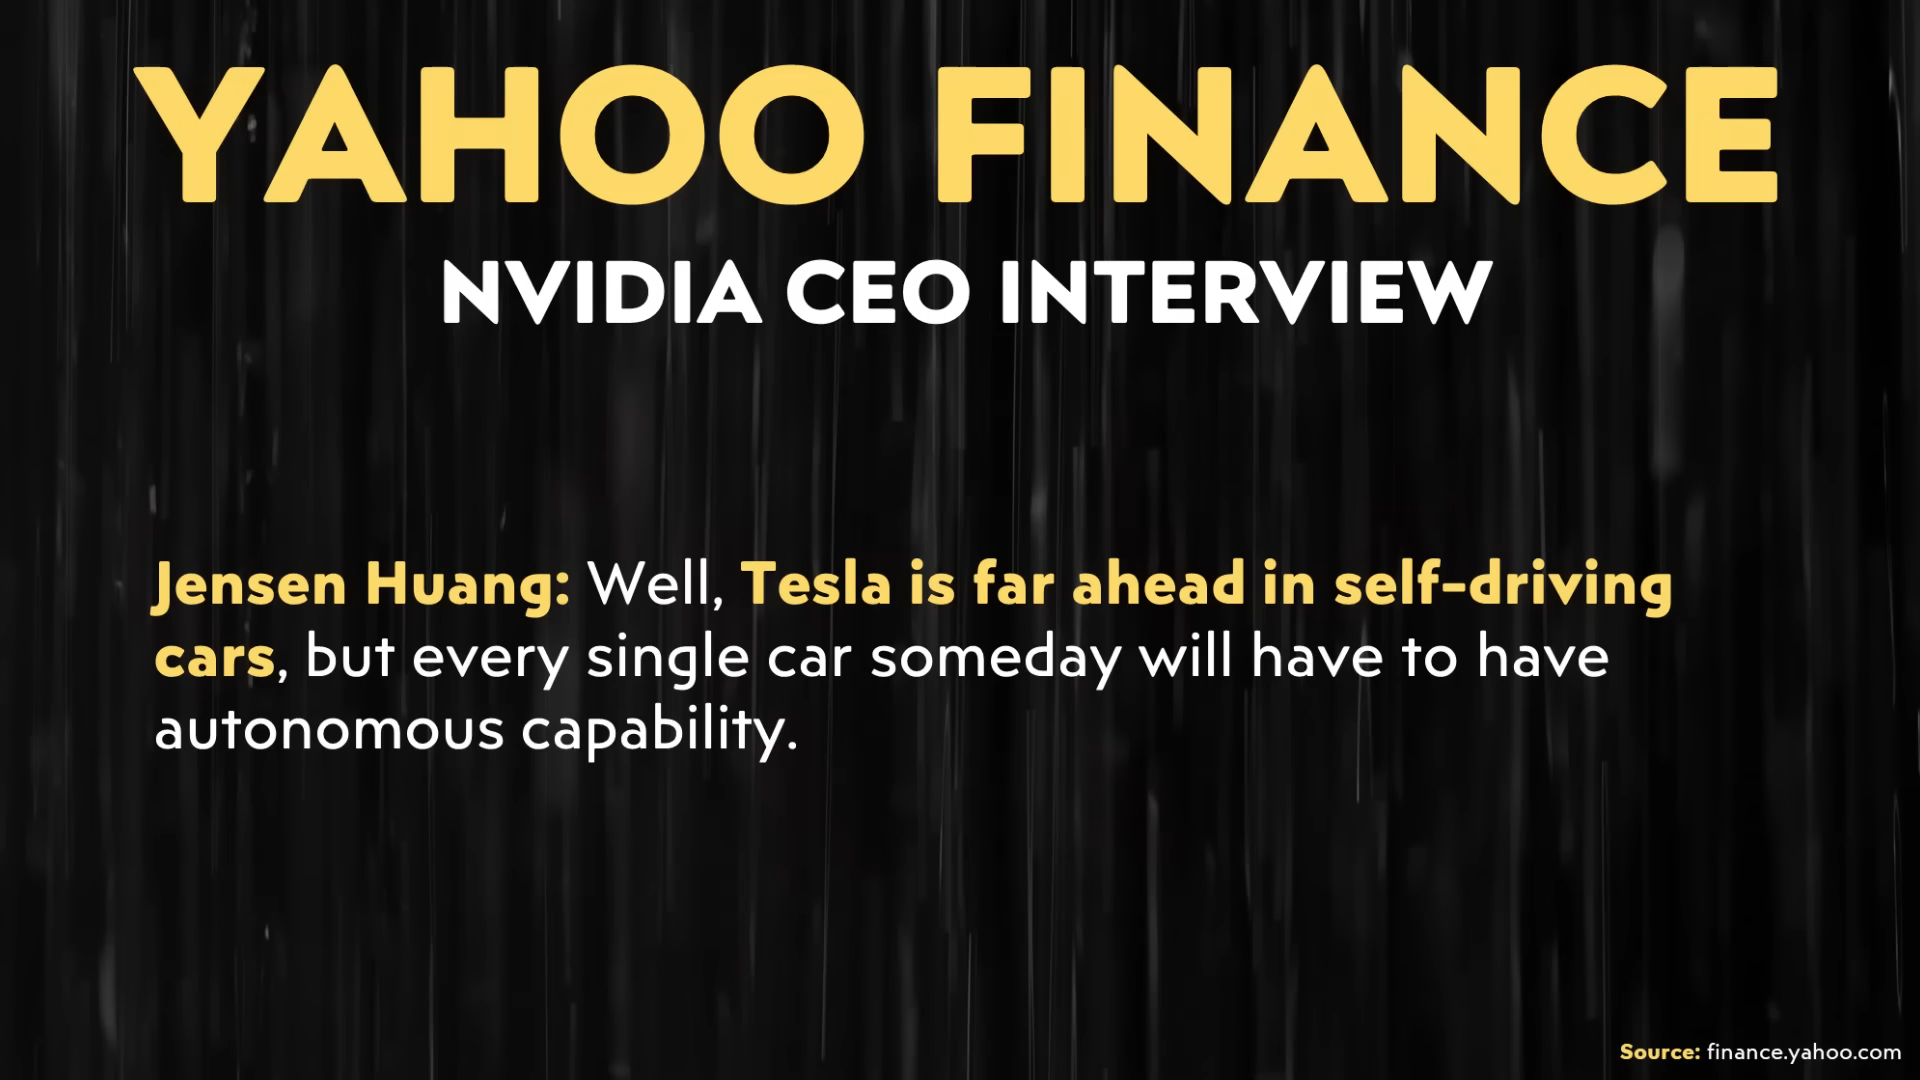 YAHOO FINANCE
NVIDIA CEO INTERVIEW
Jensen Huang: Well, Tesla is far ahead in self-driving
cars, but every single car someday will have to have
autonomous capability.
Source: finance.yahoo.com